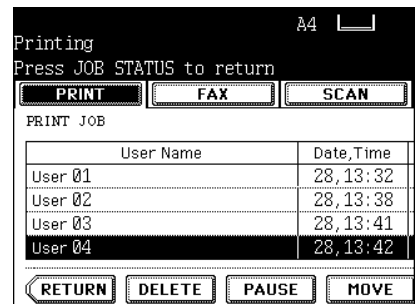 A4
Printing
Press JOB STATUS to return
PRINT FAX SCAN
PRINT JOB
User Name Date,Time
User 01 28,13:32
User 02 28,13:38
User 03 28,13:41
User 04 28,13:42
RETURN DELETE PAUSE MOVE